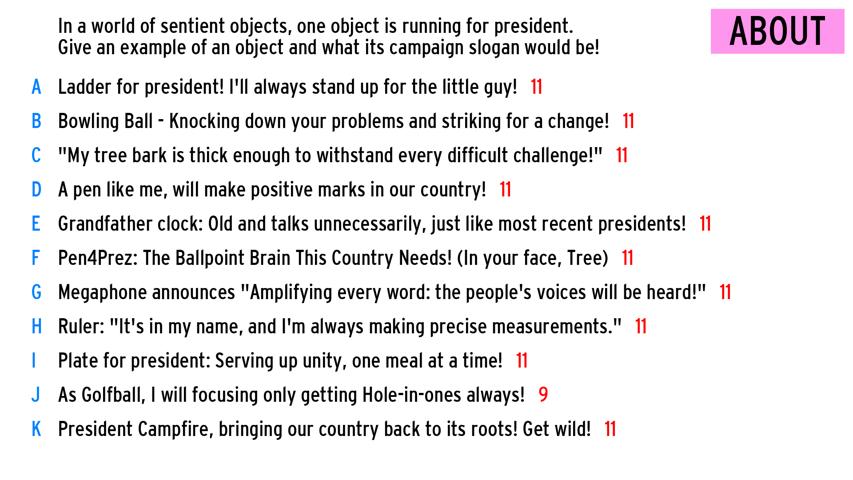 In a world of sentient objects, one object is running for president.
Give an example of an object and what its campaign slogan would be!
ABOUT
A Ladder for president! I'll always stand up for the little guy! 11
B Bowling Ball - Knocking down your problems and striking for a change! 11
C "My tree bark is thick enough to withstand every difficult challenge!" 11
D A pen like me, will make positive marks in our country! 11
E Grandfather clock: Old and talks unnecessarily, just like most recent presidents! 11
F Pen4Prez: The Ballpoint Brain This Country Needs! (In your face, Tree) 11
G Megaphone announces "Amplifying every word: the people's voices will be heard!" 11
H Ruler: "It's in my name, and I'm always making precise measurements." 11
I Plate for president: Serving up unity, one meal at a time! 11
J As Golfball, I will focusing only getting Hole-in-ones always! 9
K President Campfire, bringing our country back to its roots! Get wild! 11